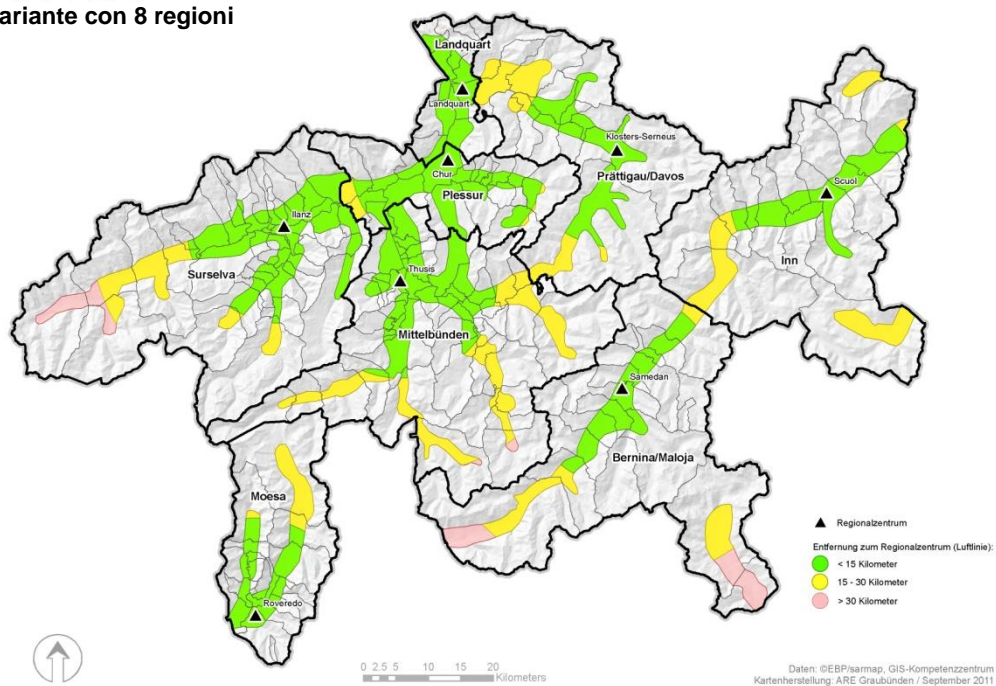 ariante con 8 regioni
Landquart
Landquart
Klosters-Serneus
Chur
Prättigau/Davos
Plessur
Scuol
Ilanz
Inn
Surselva
Thusis
Mittelbünden
Samedan
Bernina/Maloja
Moesa
Roveredo
Regionalzentrum
Entfernung zum Regionalzentrum (Luftlinie):
< 15 Kilometer
15 - 30 Kilometer
> 30 Kilometer
0 2.5 5 10 15 20
Kilometers
Daten: ©EBP/sarmap, GIS-Kompetenzzentrum
Kartenherstellung: ARE Graubünden / September 2011